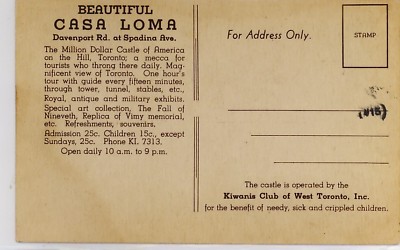 BEAUTIFUL
CASA LOMA
Davenport Rd. at Spadina Ave.
The Million Dollar Castle of America
on the Hill, Toronto; a mecca for
tourists who throng there daily. Mag-
nificent view of Toronto. One hour's
tour with guide every fifteen minutes,
through tower, tunnel, stables, etc.,
Royal, antique and military exhibits.
Special art collection, The Fall of
Nineveth, Replica of Vimy memorial,
etc. Refreshments, souvenirs.
Admission 25c. Children 15c., except
Sundays, 25c. Phone KI. 7313.
Open daily 10 a.m. to 9 p.m.
For Address Only.
STAMP
The castle is operated by the
Kiwanis Club of West Toronto, Inc.
for the benefit of needy, sick and crippled children.